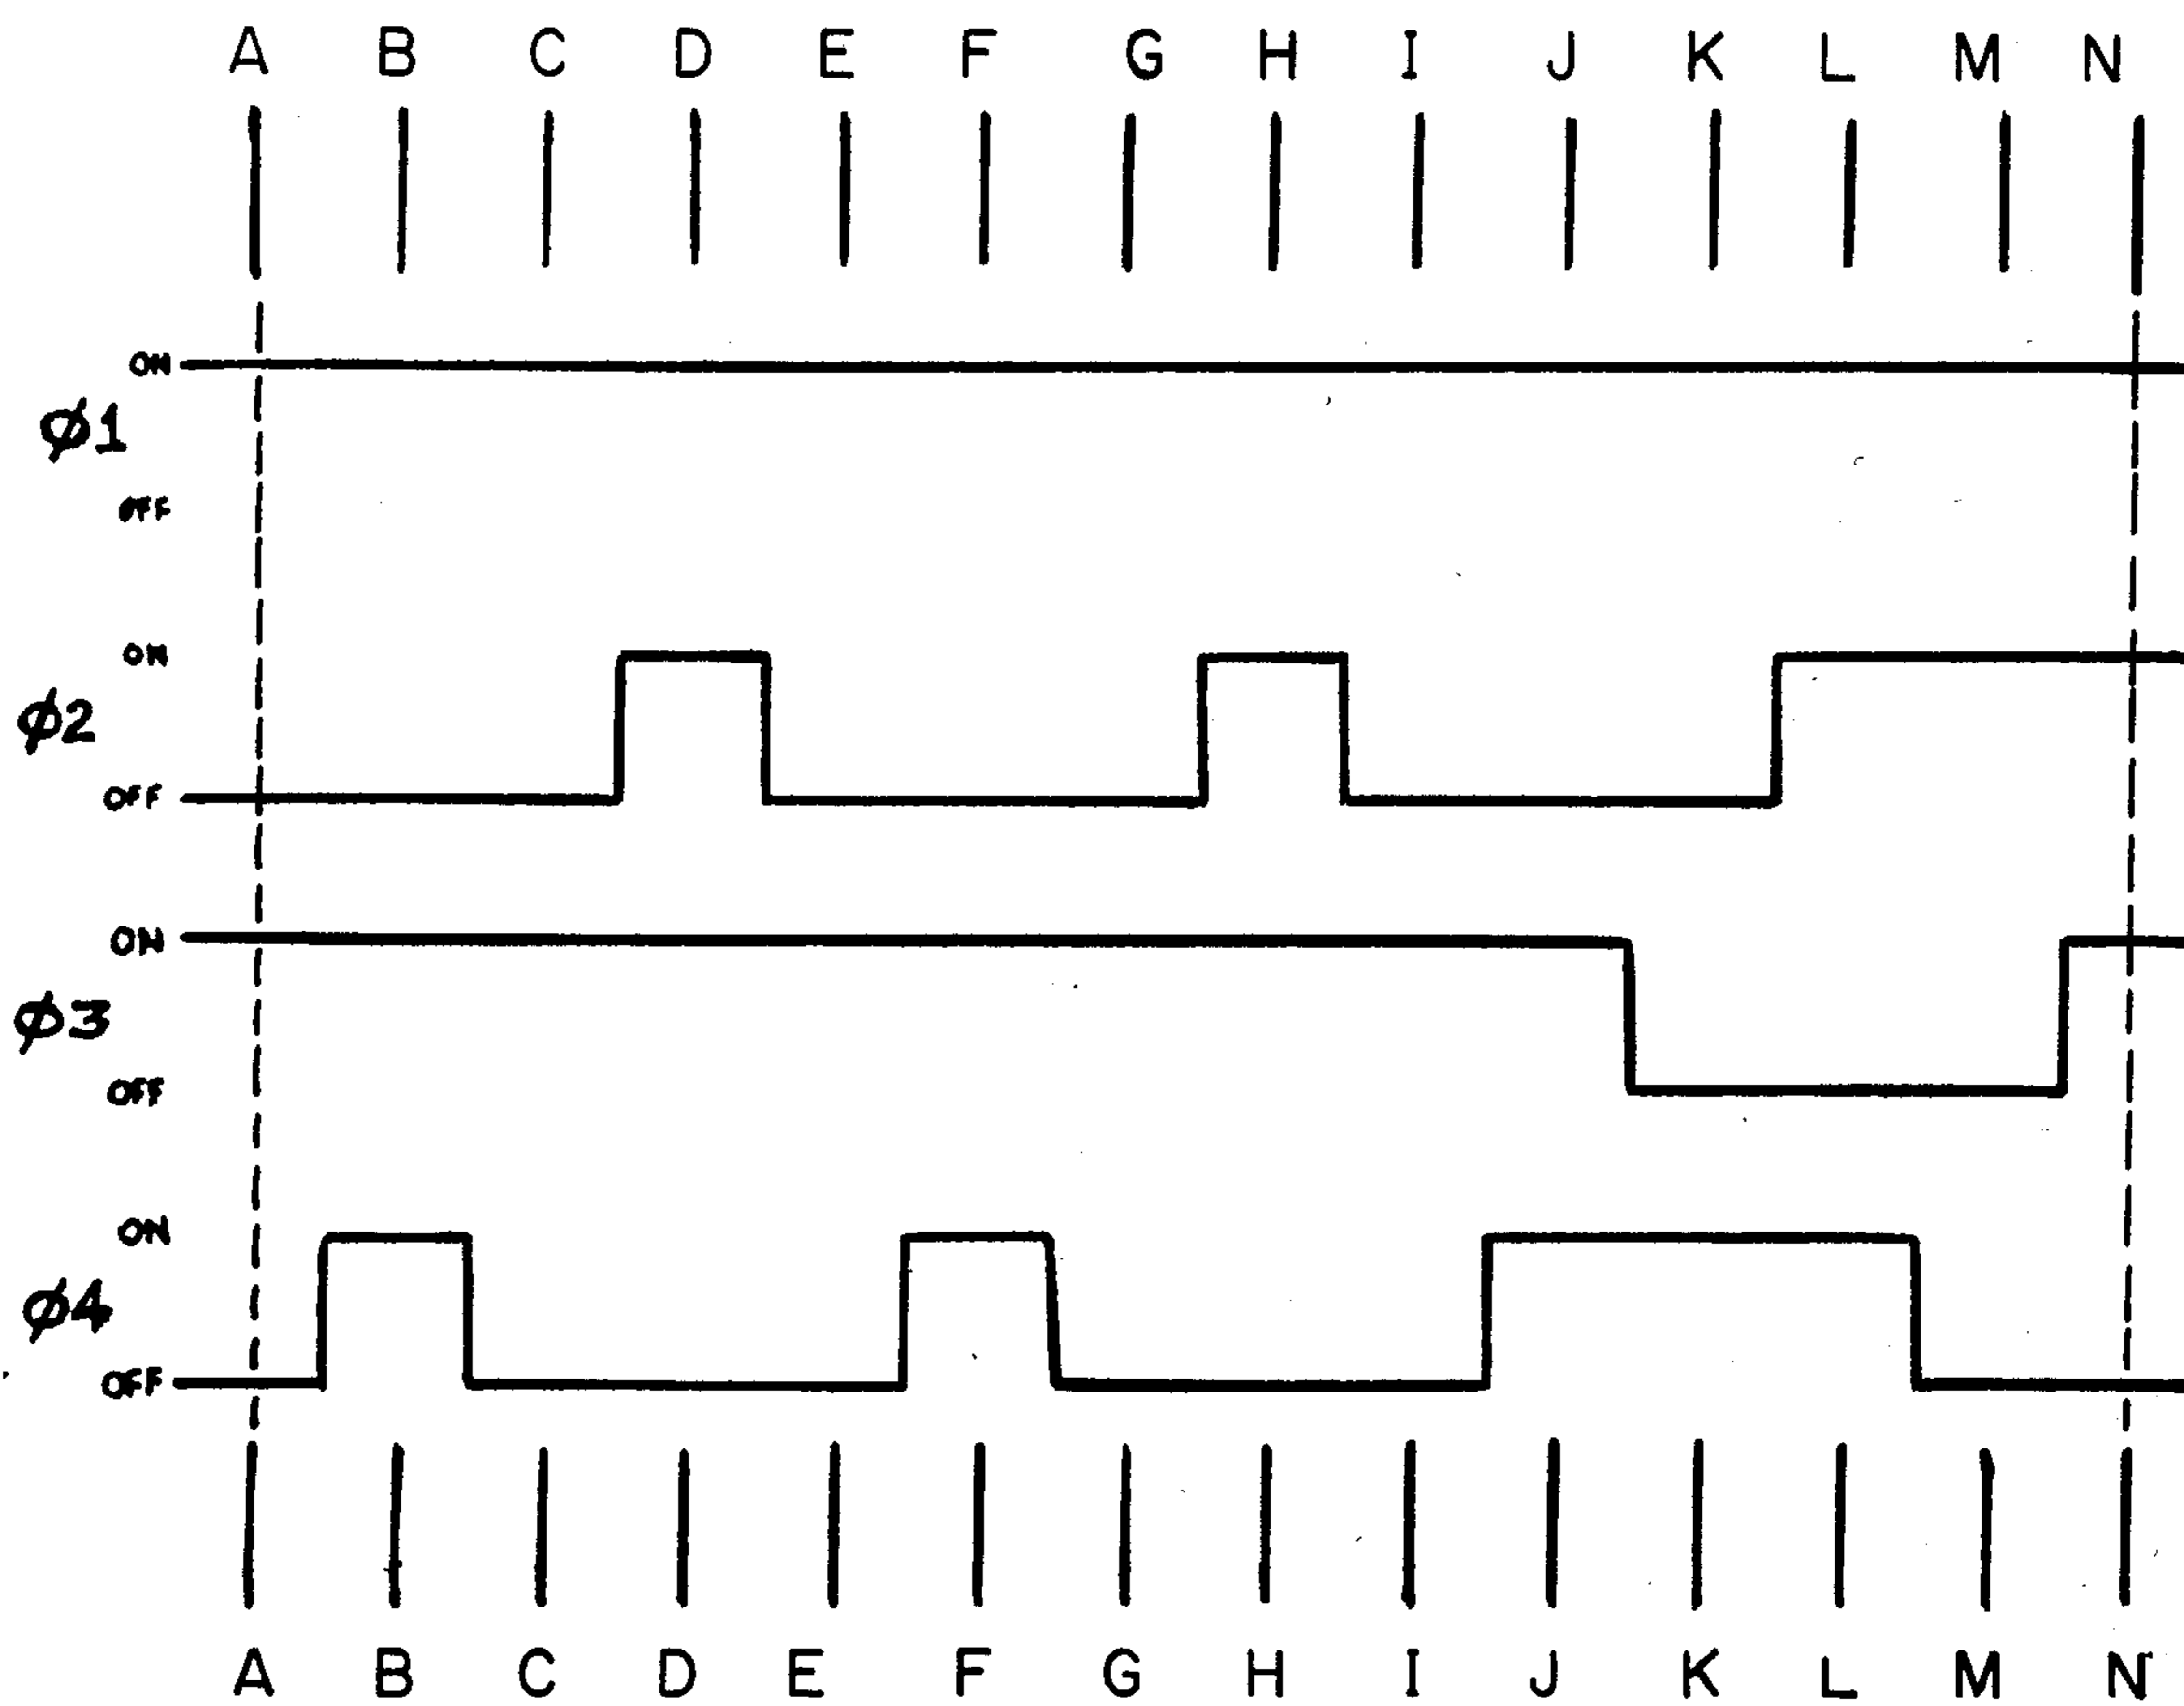 A B C D E F G H I J K L M N
ON
φ1
OFF
ON
φ2
OFF
ON
φ3
OFF
ON
φ4
OFF
A B C D E F G H I J K L M N